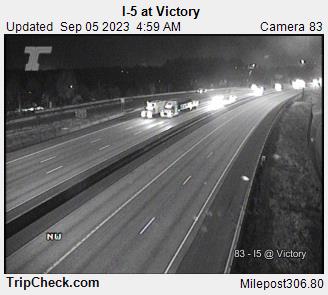 I-5 at Victory
Updated Sep 05 2023 4:59 AM Camera 83
T
NW
83 - I5 @ Victory
TripCheck.com Milepost306.80